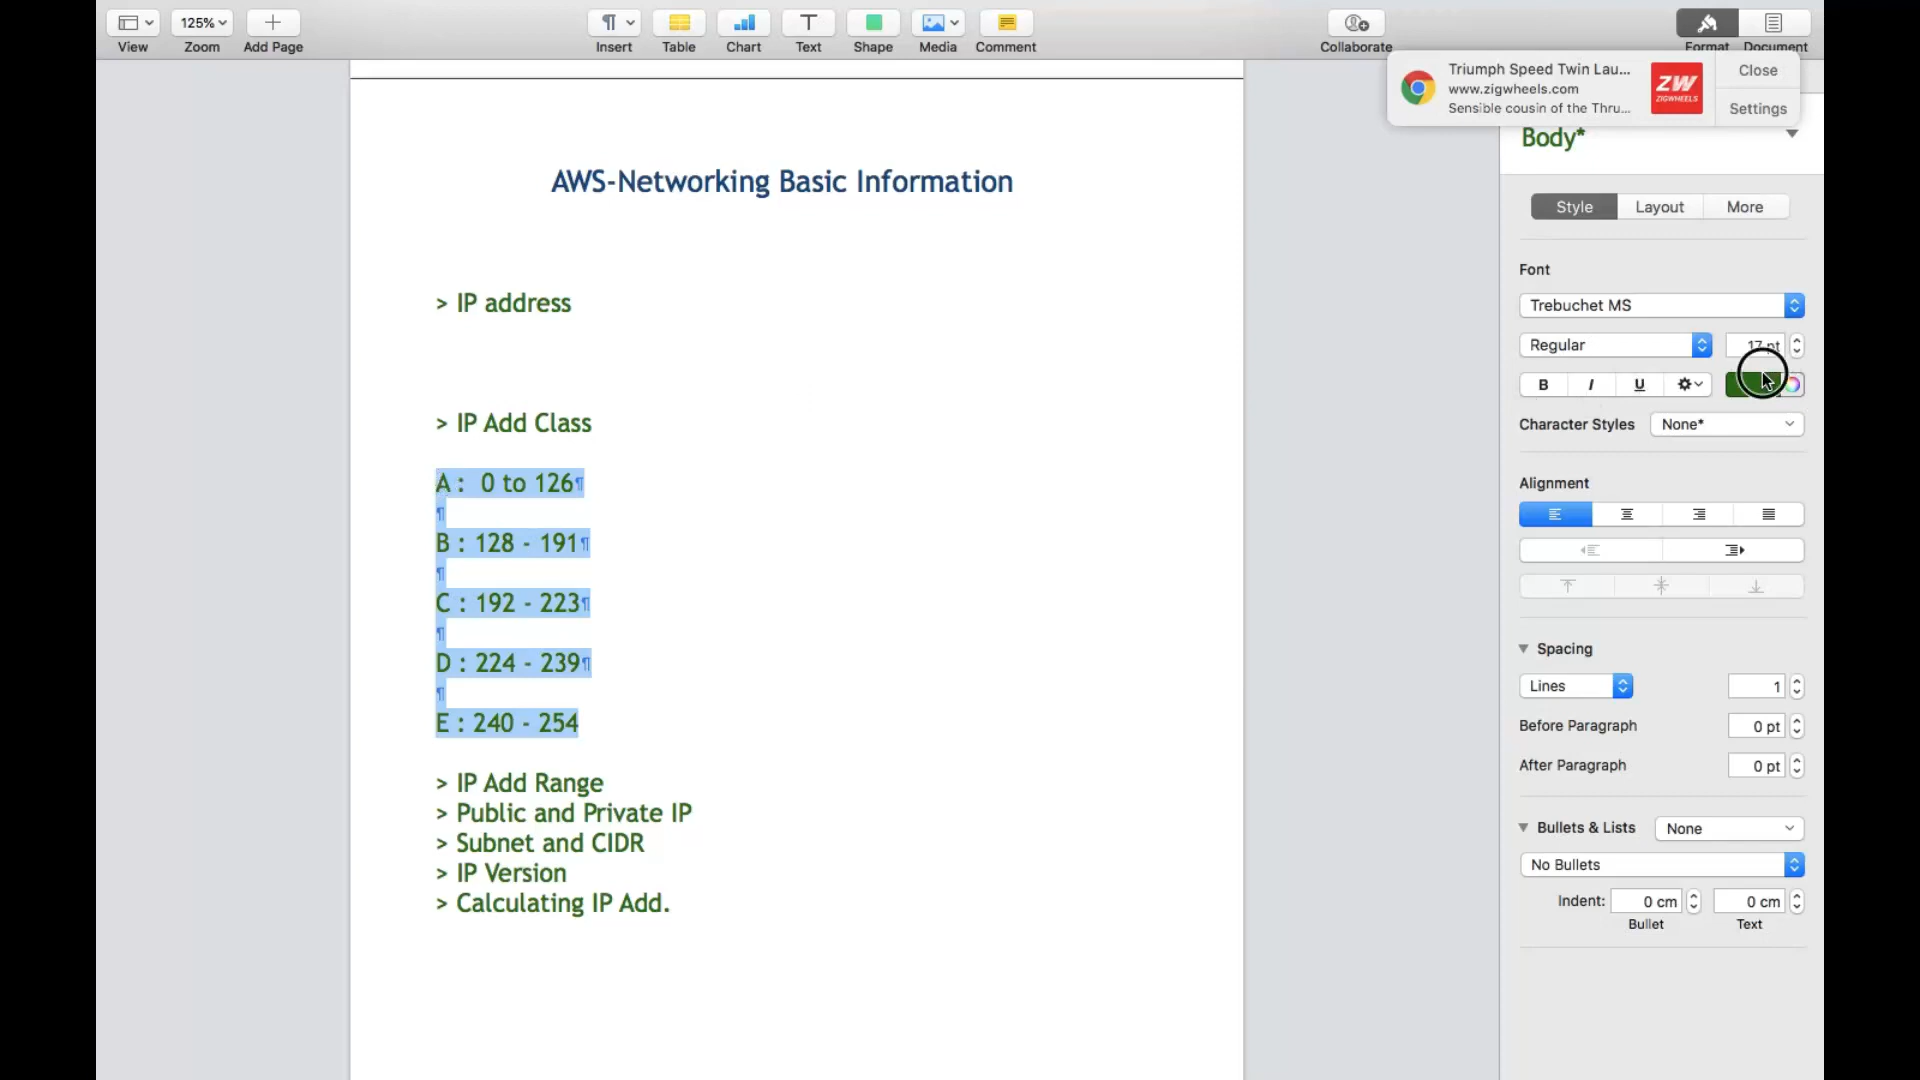 125%
View
Zoom
Add Page
Insert
Table
Chart
Text
Shape
Media
Comment
Collaborate
Format
Document
Triumph Speed Twin Lau...
www.zigwheels.com
Sensible cousin of the Thru...
ZW
ZIGWHEELS
Close
Settings
AWS-Networking Basic Information
> IP address
> IP Add Class
A :  0 to 126¶
¶
B : 128 - 191¶
¶
C : 192 - 223¶
¶
D : 224 - 239¶
¶
E : 240 - 254
> IP Add Range
> Public and Private IP
> Subnet and CIDR
> IP Version
> Calculating IP Add.
Body*
Style Layout More
Font
Trebuchet MS
Regular 17 pt
B I U
Character Styles None*
Alignment
Spacing
Lines 1
Before Paragraph 0 pt
After Paragraph 0 pt
Bullets & Lists None
No Bullets
Indent: 0 cm 0 cm
Bullet Text